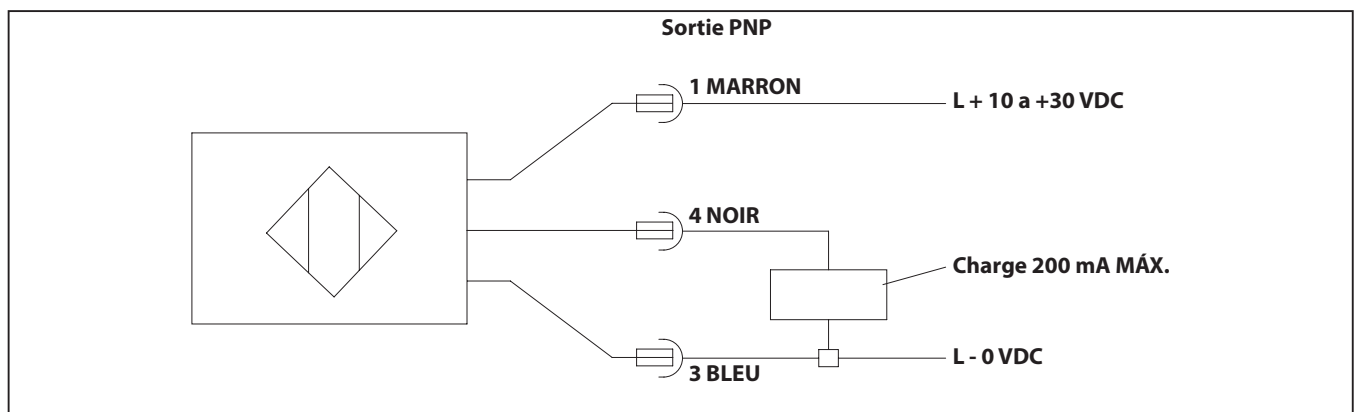 Sortie PNP
1 MARRON
L + 10 a +30 VDC
4 NOIR
Charge 200 mA MÁX.
L - 0 VDC
3 BLEU